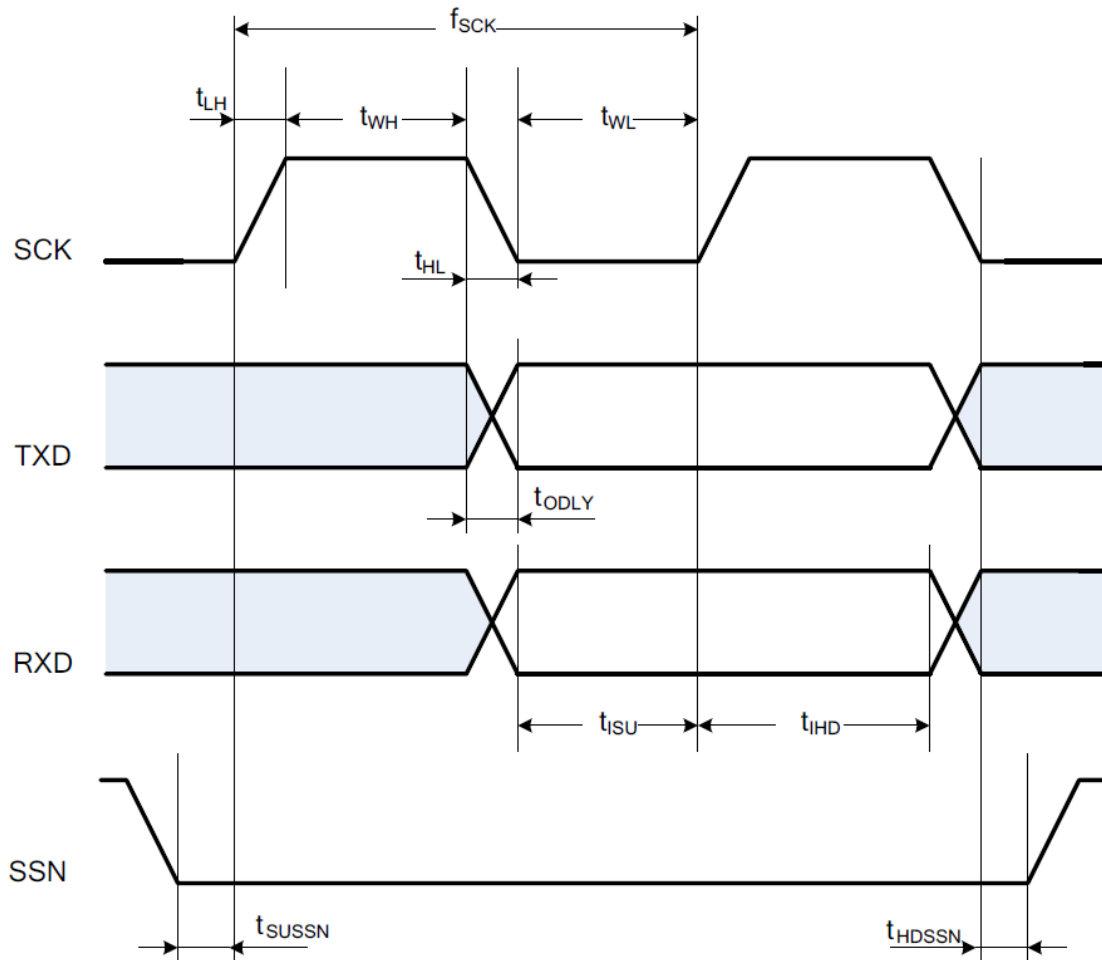 fSCK
tLH
tWH
tWL
SCK
tHL
TXD
tODLY
RXD
tISU
tIHD
SSN
tSUSSN
tHDSSN